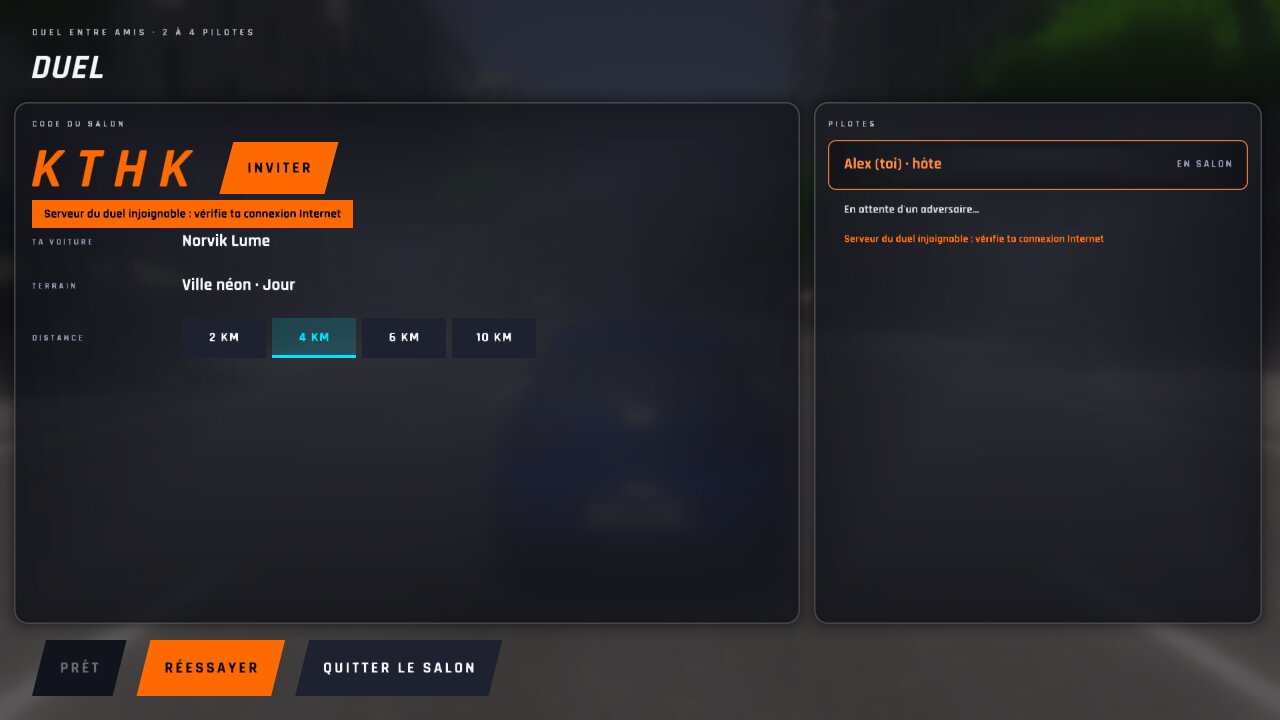 DUEL ENTRE AMIS · 2 À 4 PILOTES
DUEL
CODE DU SALON
KTHK
INVITER
Serveur du duel injoignable : vérifie ta connexion Internet
TA VOITURE
Norvik Lume
TERRAIN
Ville néon · Jour
DISTANCE
2 KM
4 KM
6 KM
10 KM
PILOTES
Alex (toi) · hôte
EN SALON
En attente d'un adversaire…
Serveur du duel injoignable : vérifie ta connexion Internet
PRÊT
RÉESSAYER
QUITTER LE SALON